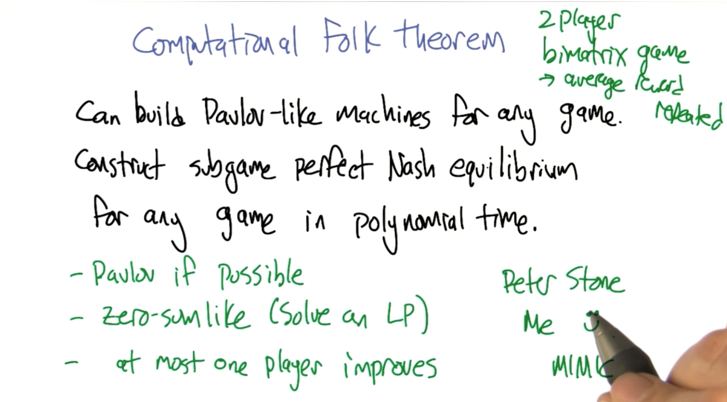 Computational Folk Theorem
2 player
bimatrix game
→ average reward
repeated
Can build Pavlov-like machines for any game.
Construct subgame perfect Nash equilibrium
for any game in polynomial time.
- Pavlov if possible
- zero-sum like (solve an LP)
- at most one player improves
Peter Stone
Me